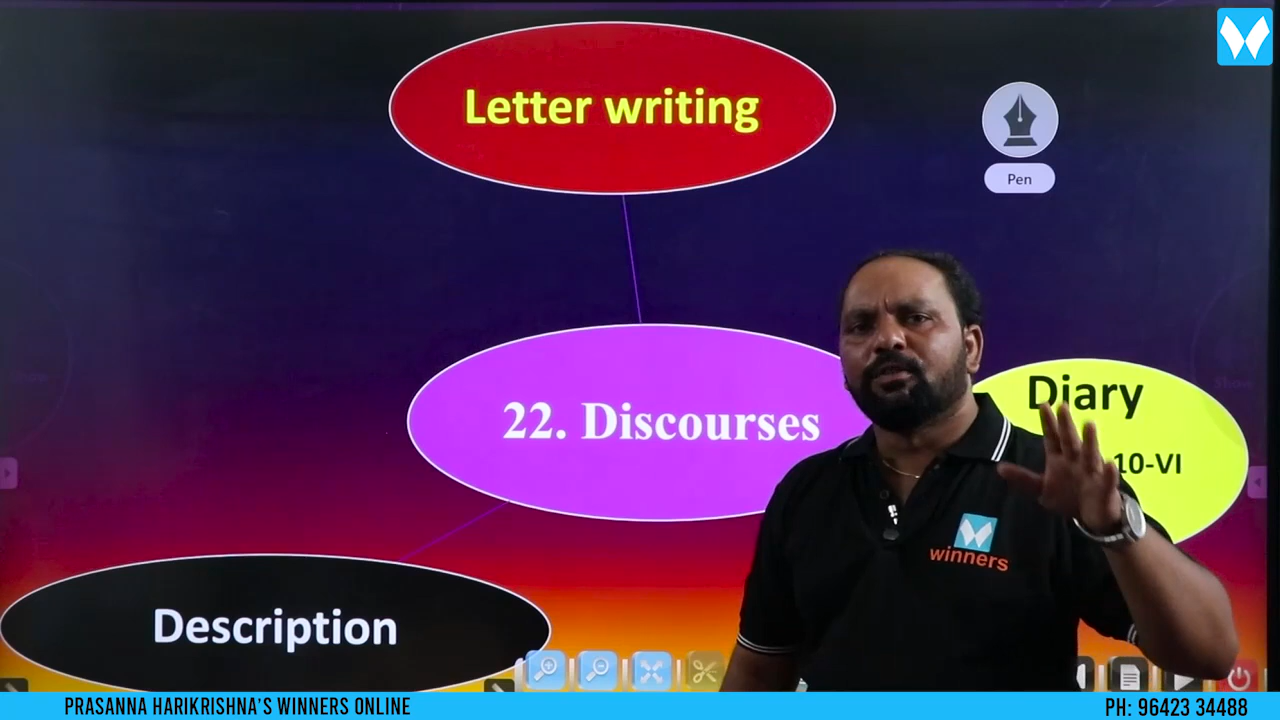 Letter writing
Pen
22. Discourses
Diary
10-VI
winners
Description
PRASANNA HARIKRISHNA'S WINNERS ONLINE
PH: 96423 34488